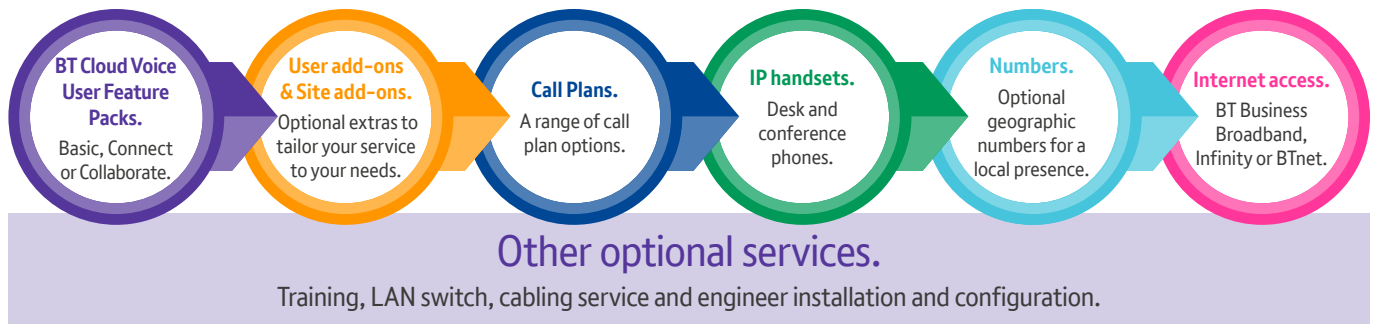 BT Cloud Voice
User Feature
Packs.
Basic, Connect
or Collaborate.
User add-ons
& Site add-ons.
Optional extras to
tailor your service
to your needs.
Call Plans.
A range of call
plan options.
IP handsets.
Desk and
conference
phones.
Numbers.
Optional
geographic
numbers for a
local presence.
Internet access.
BT Business
Broadband,
Infinity or BTnet.
Other optional services.
Training, LAN switch, cabling service and engineer installation and configuration.